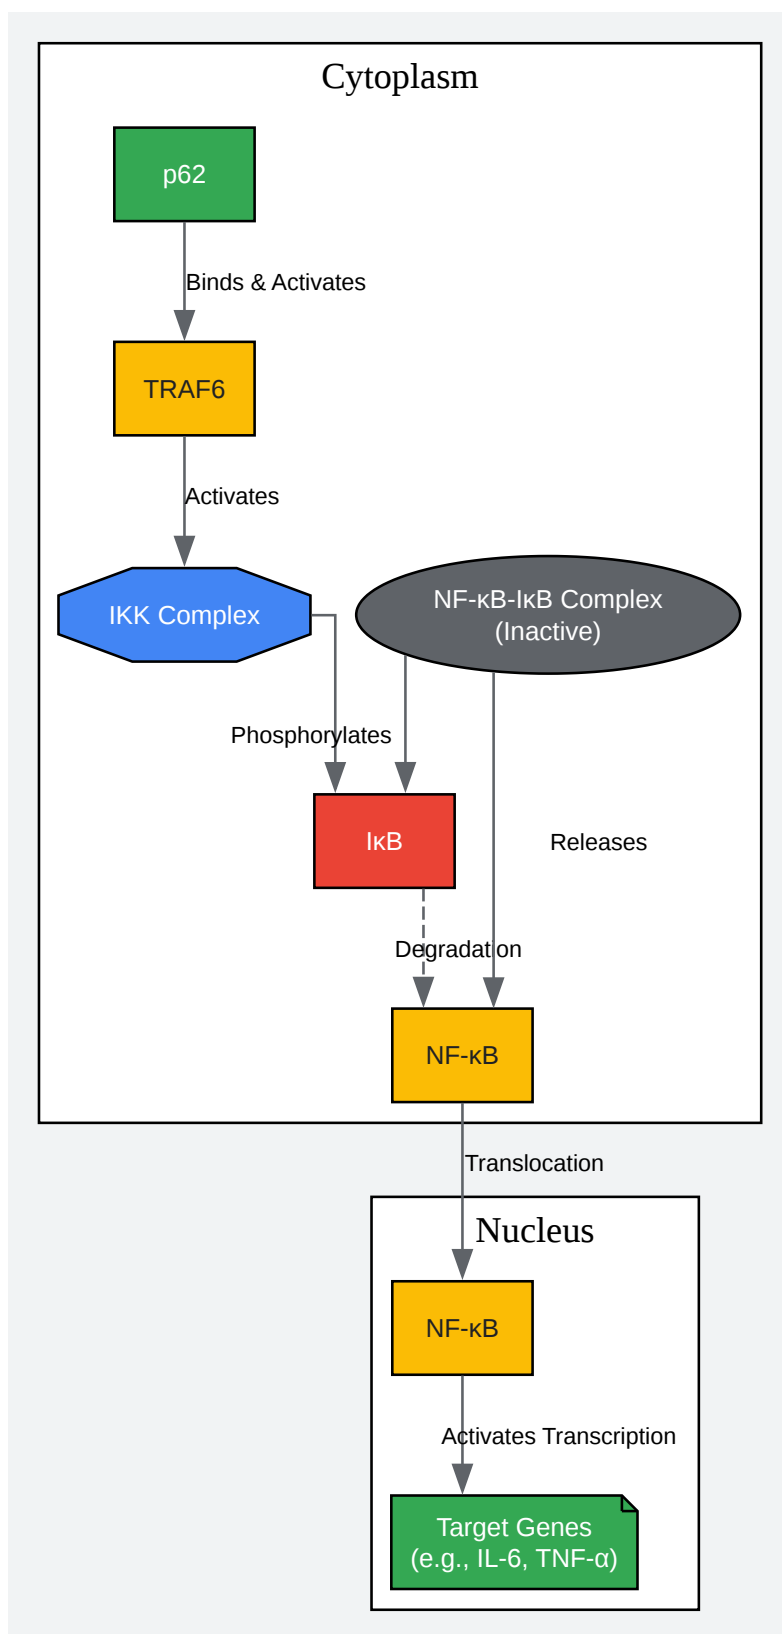 Cytoplasm
p62
Binds & Activates
TRAF6
Activates
IKK Complex
NF-κB-IκB Complex
(Inactive)
Phosphorylates
IκB
Releases
Degradation
NF-κB
Translocation
Nucleus
NF-κB
Activates Transcription
Target Genes
(e.g., IL-6, TNF-α)